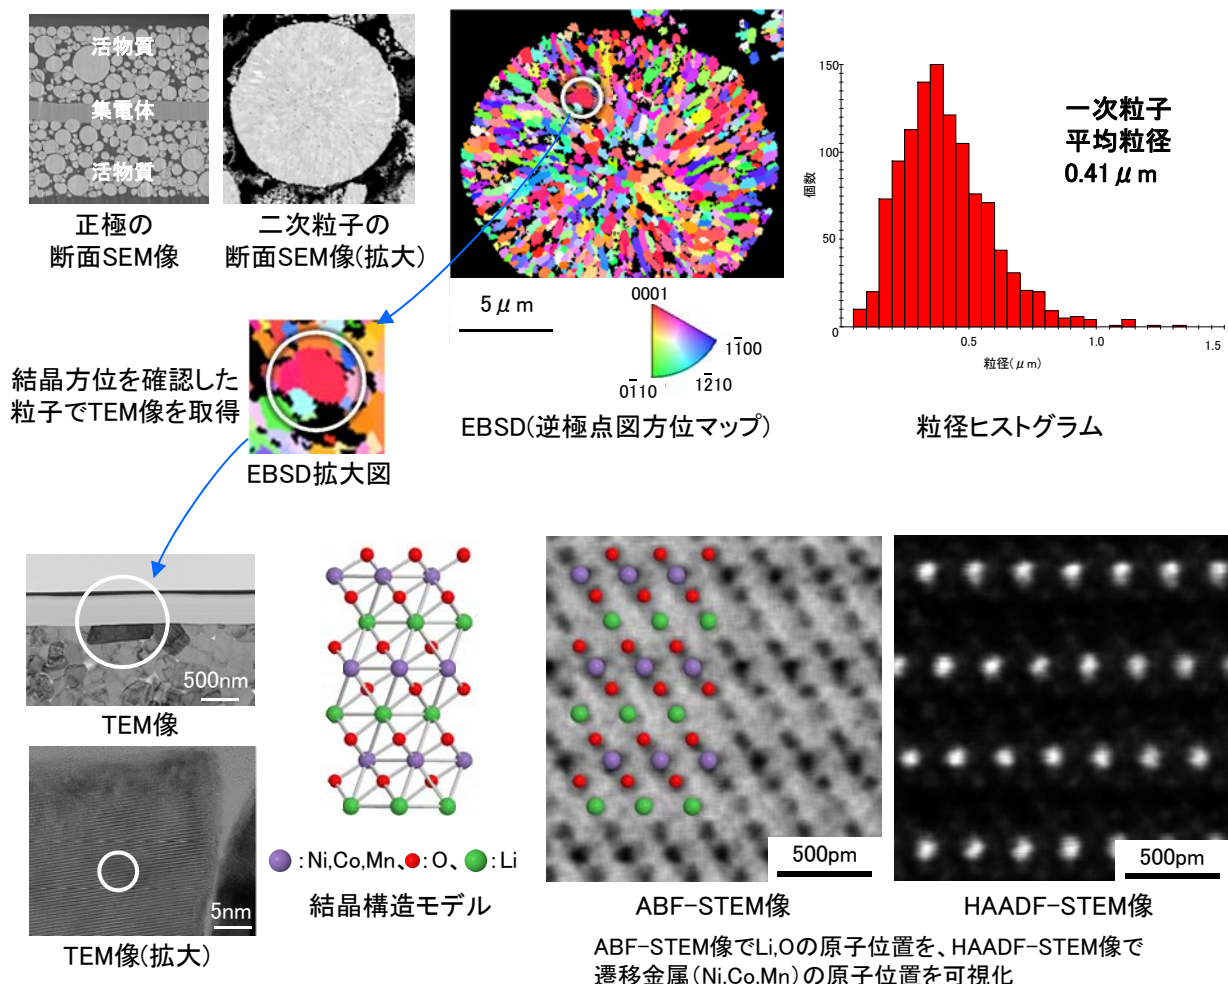 活物質
集電体
活物質
正極の
断面SEM像
二次粒子の
断面SEM像(拡大)
5μm
0001
1̄100
01̄10
12̄10
EBSD(逆極点図方位マップ)
150
100
50
0
個数
0.5
1.0
1.5
粒径(μm)
一次粒子
平均粒径
0.41μm
粒径ヒストグラム
結晶方位を確認した
粒子でTEM像を取得
EBSD拡大図
500nm
TEM像
5nm
TEM像(拡大)
:Ni,Co,Mn、:O、:Li
結晶構造モデル
500pm
ABF-STEM像
500pm
HAADF-STEM像
ABF-STEM像でLi,Oの原子位置を、HAADF-STEM像で
遷移金属(Ni,Co,Mn)の原子位置を可視化